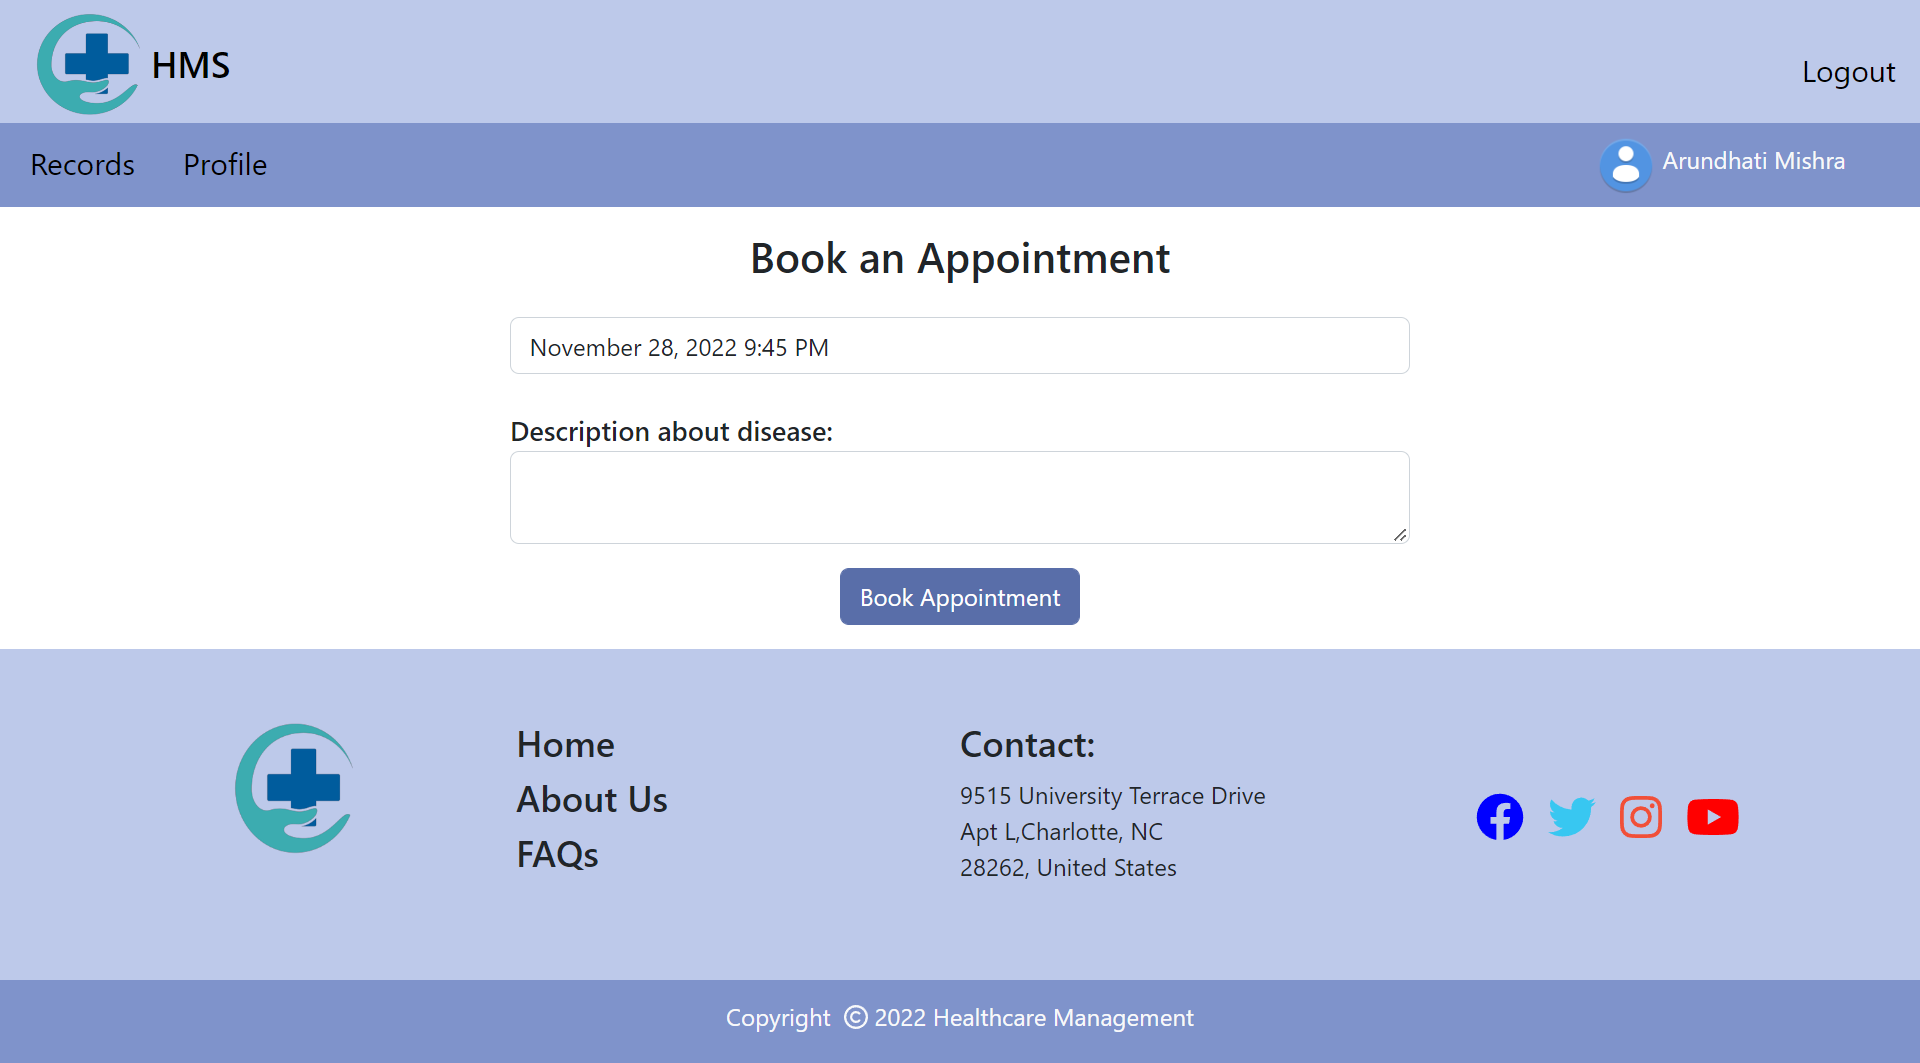 HMS
Logout
Records
Profile
Arundhati Mishra
Book an Appointment
November 28, 2022 9:45 PM
Description about disease:
Book Appointment
Home
About Us
FAQs
Contact:
9515 University Terrace Drive
Apt L,Charlotte, NC
28262, United States
Copyright © 2022 Healthcare Management